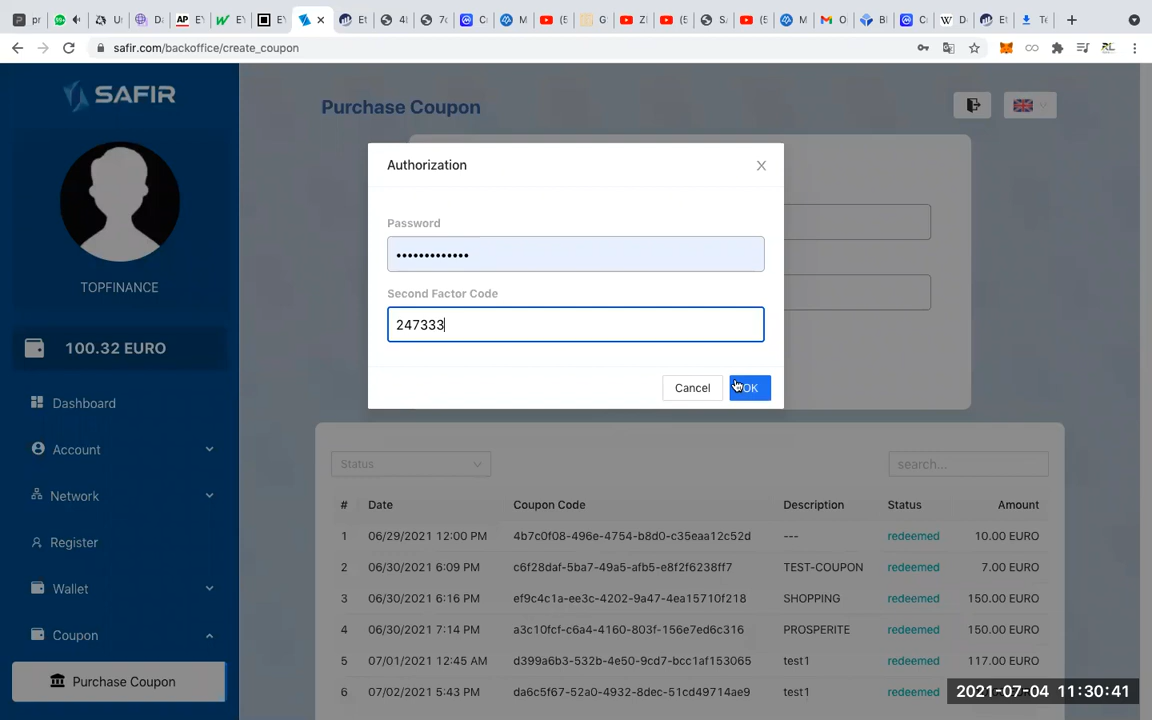 pr
Et
safir.com/backoffice/create_coupon
SAFIR
Purchase Coupon
TOPFINANCE
100.32 EURO
Dashboard
Account
Network
Register
Wallet
Coupon
Purchase Coupon
Authorization
Password
•••••••••••••
Second Factor Code
247333
Cancel
OK
Status
search...
# Date Coupon Code Description Status Amount
1 06/29/2021 12:00 PM 4b7c0f08-496e-4754-b8d0-c35eaa12c52d --- redeemed 10.00 EURO
2 06/30/2021 6:09 PM c6f28daf-5ba7-49a5-afb5-e8f2f6238ff7 TEST-COUPON redeemed 7.00 EURO
3 06/30/2021 6:16 PM ef9c4c1a-ee3c-4202-9a47-4ea15710f218 SHOPPING redeemed 150.00 EURO
4 06/30/2021 7:14 PM a3c10fcf-c6a4-4160-803f-156e7ed6c316 PROSPERITE redeemed 150.00 EURO
5 07/01/2021 12:45 AM d399a6b3-532b-4e50-9cd7-bcc1af153065 test1 redeemed 117.00 EURO
6 07/02/2021 5:43 PM da6c5f67-52a0-4932-8dec-51cd49714ae9 test1 redeemed
2021-07-04 11:30:41